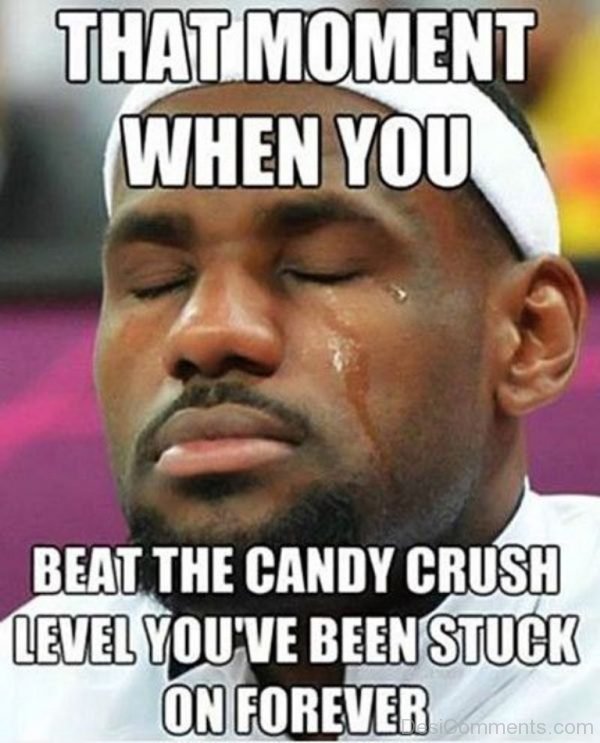 THAT MOMENT
WHEN YOU
BEAT THE CANDY CRUSH
LEVEL YOU'VE BEEN STUCK
ON FOREVER
DesiComments.com